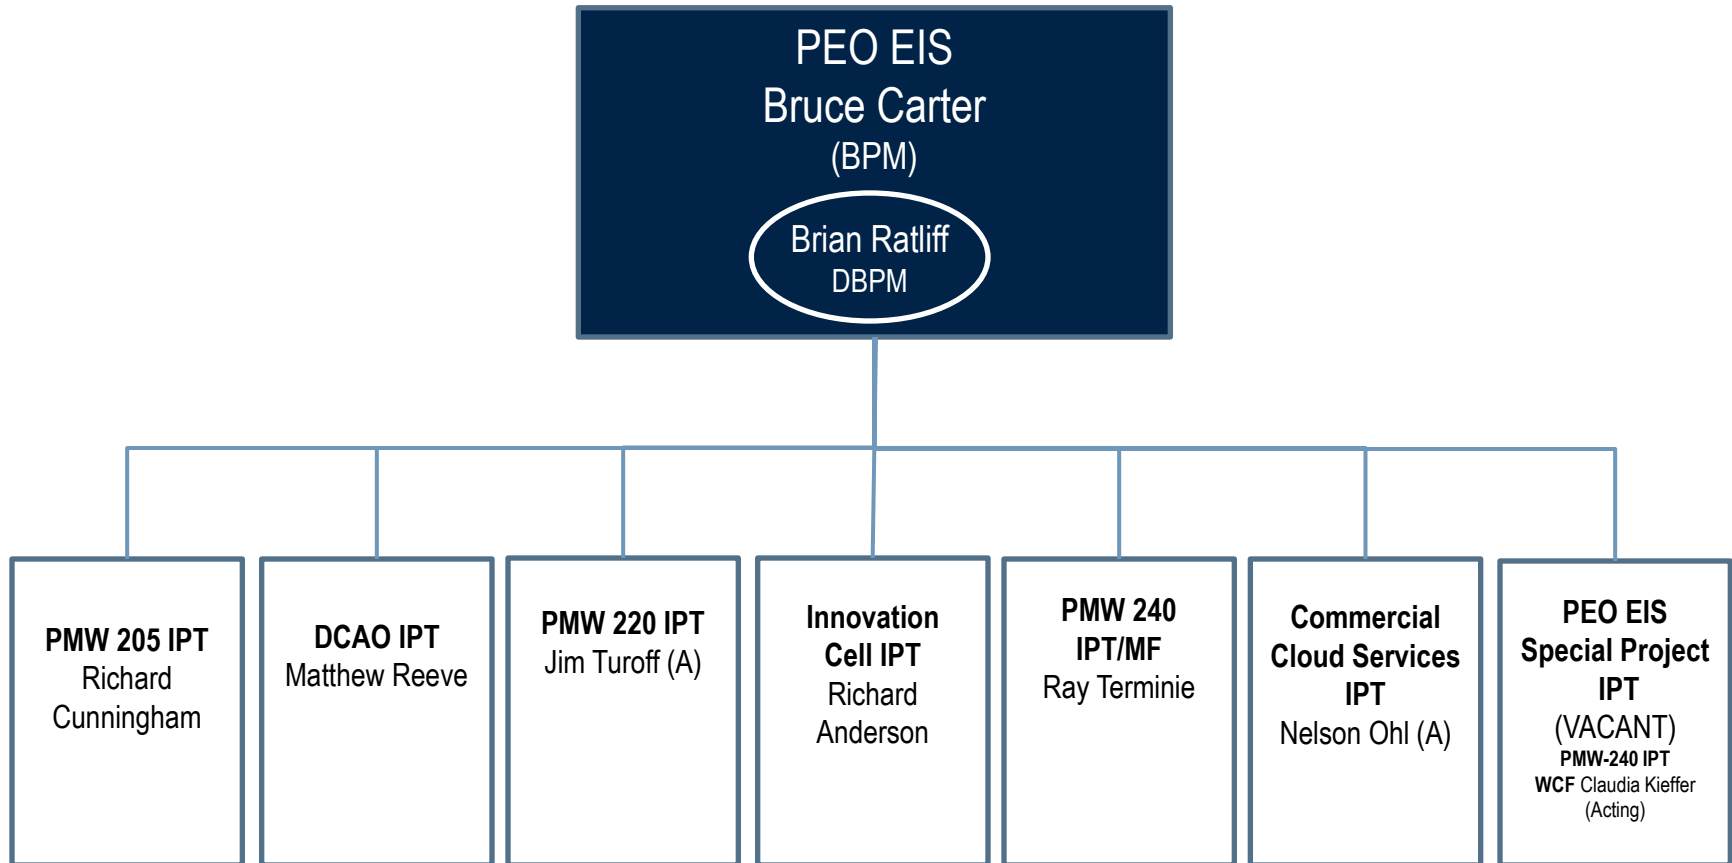 PEO EIS
Bruce Carter
(BPM)
Brian Ratliff
DBPM
PMW 205 IPT
Richard
Cunningham
DCAO IPT
Matthew Reeve
PMW 220 IPT
Jim Turoff (A)
Innovation
Cell IPT
Richard
Anderson
PMW 240
IPT/MF
Ray Terminie
Commercial
Cloud Services
IPT
Nelson Ohl (A)
PEO EIS
Special Project
IPT
(VACANT)
PMW-240 IPT
WCF Claudia Kieffer
(Acting)